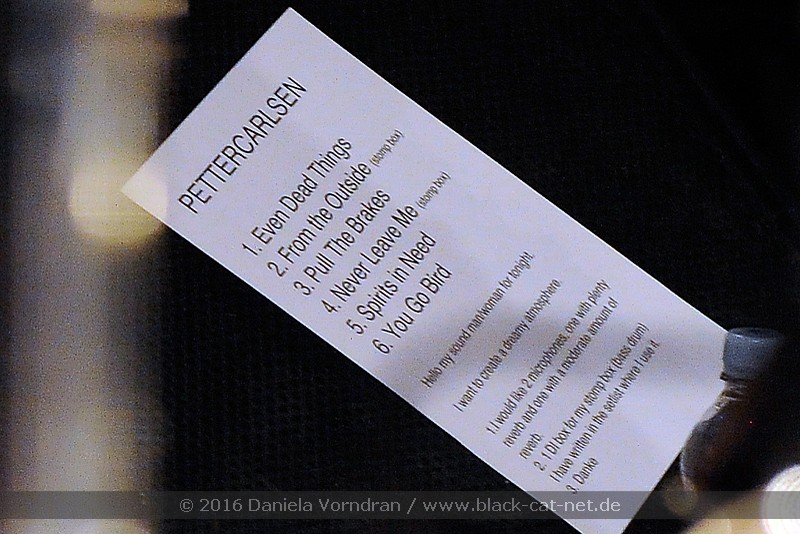 PETTERCARLSEN
1. Even Dead Things
2. From the Outside (stomp box)
3. Pull The Brakes
4. Never Leave Me (stomp box)
5. Spirits in Need
6. You Go Bird
Hello my sound man/woman for tonight.
I want to create a dreamy atmosphere.
1. I would like 2 microphones, one with plenty
reverb and one with a moderate amount of
reverb.
2. 1 DI box for my stomp box (bass drum)
I have written in the setlist where I use it.
3. Danke
© 2016 Daniela Vorndran / www.black-cat-net.de